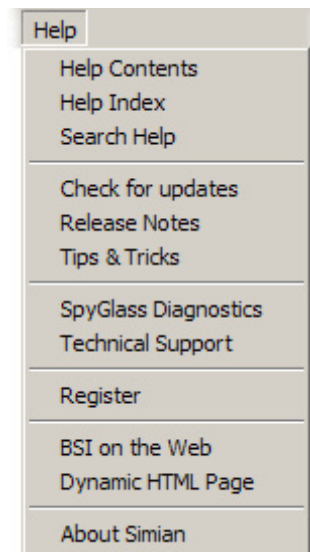 Help
Help Contents
Help Index
Search Help
Check for updates
Release Notes
Tips & Tricks
SpyGlass Diagnostics
Technical Support
Register
BSI on the Web
Dynamic HTML Page
About Simian